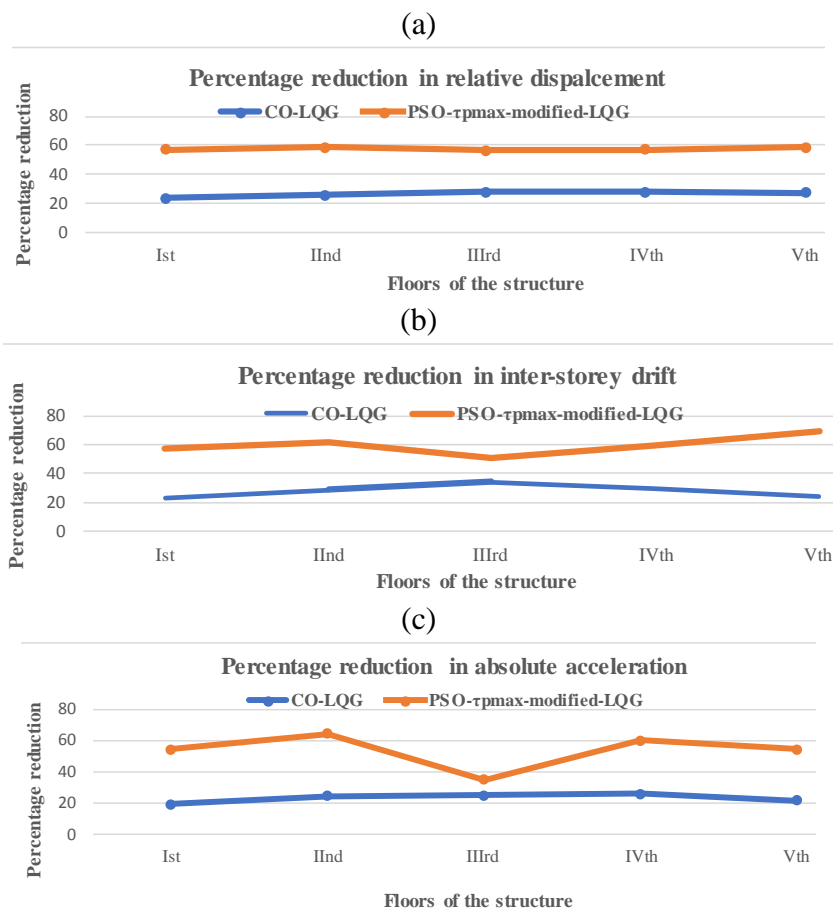 (a)
Percentage reduction in relative dispalcement
CO-LQG PSO-τpmax-modified-LQG
Percentage reduction
80
60
40
20
0
Ist IInd IIIrd IVth Vth
Floors of the structure
(b)
Percentage reduction in inter-storey drift
CO-LQG PSO-τpmax-modified-LQG
Percentage reduction
80
60
40
20
0
Ist IInd IIIrd IVth Vth
Floors of the structure
(c)
Percentage reduction in absolute acceleration
CO-LQG PSO-τpmax-modified-LQG
Percentage reduction
80
60
40
20
0
Ist IInd IIIrd IVth Vth
Floors of the structure